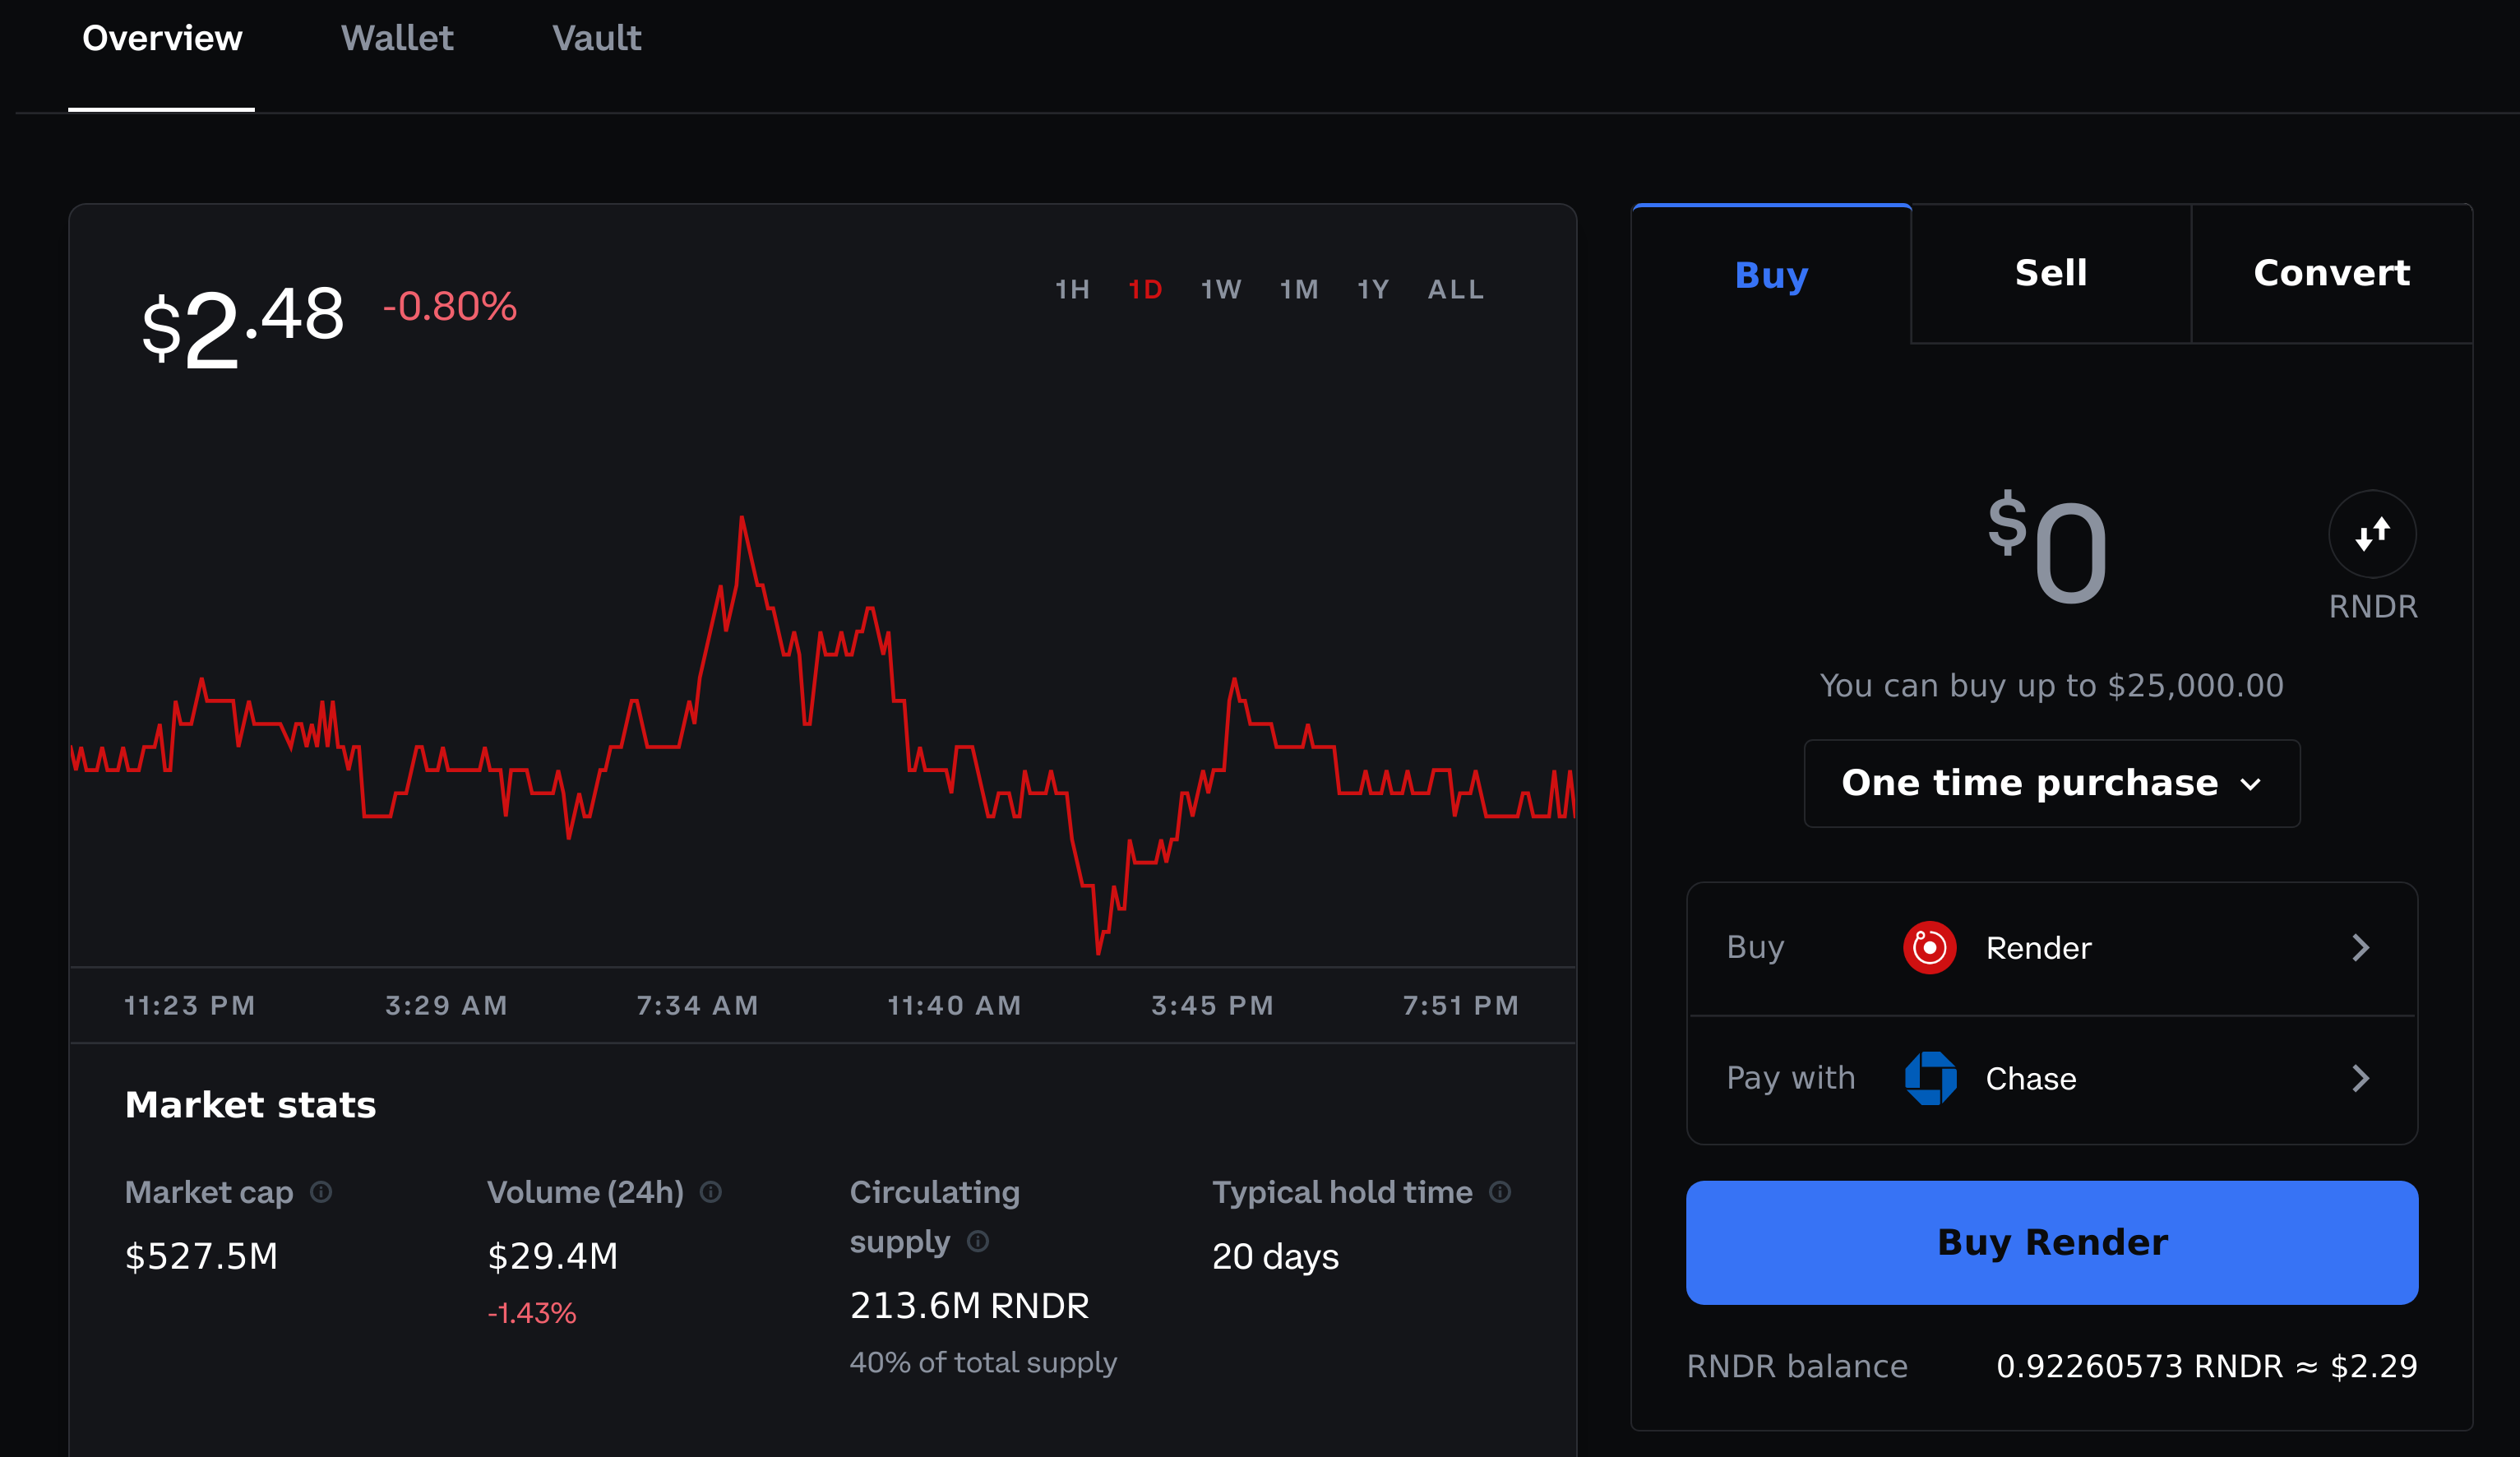 Overview Wallet Vault
$2.48 -0.80%
1H 1D 1W 1M 1Y ALL
11:23 PM 3:29 AM 7:34 AM 11:40 AM 3:45 PM 7:51 PM
Market stats
Market cap
$527.5M
Volume (24h)
$29.4M
-1.43%
Circulating
supply
213.6M RNDR
40% of total supply
Typical hold time
20 days
Buy Sell Convert
$0
RNDR
You can buy up to $25,000.00
One time purchase
Buy Render
Pay with Chase
Buy Render
RNDR balance 0.92260573 RNDR ≈ $2.29